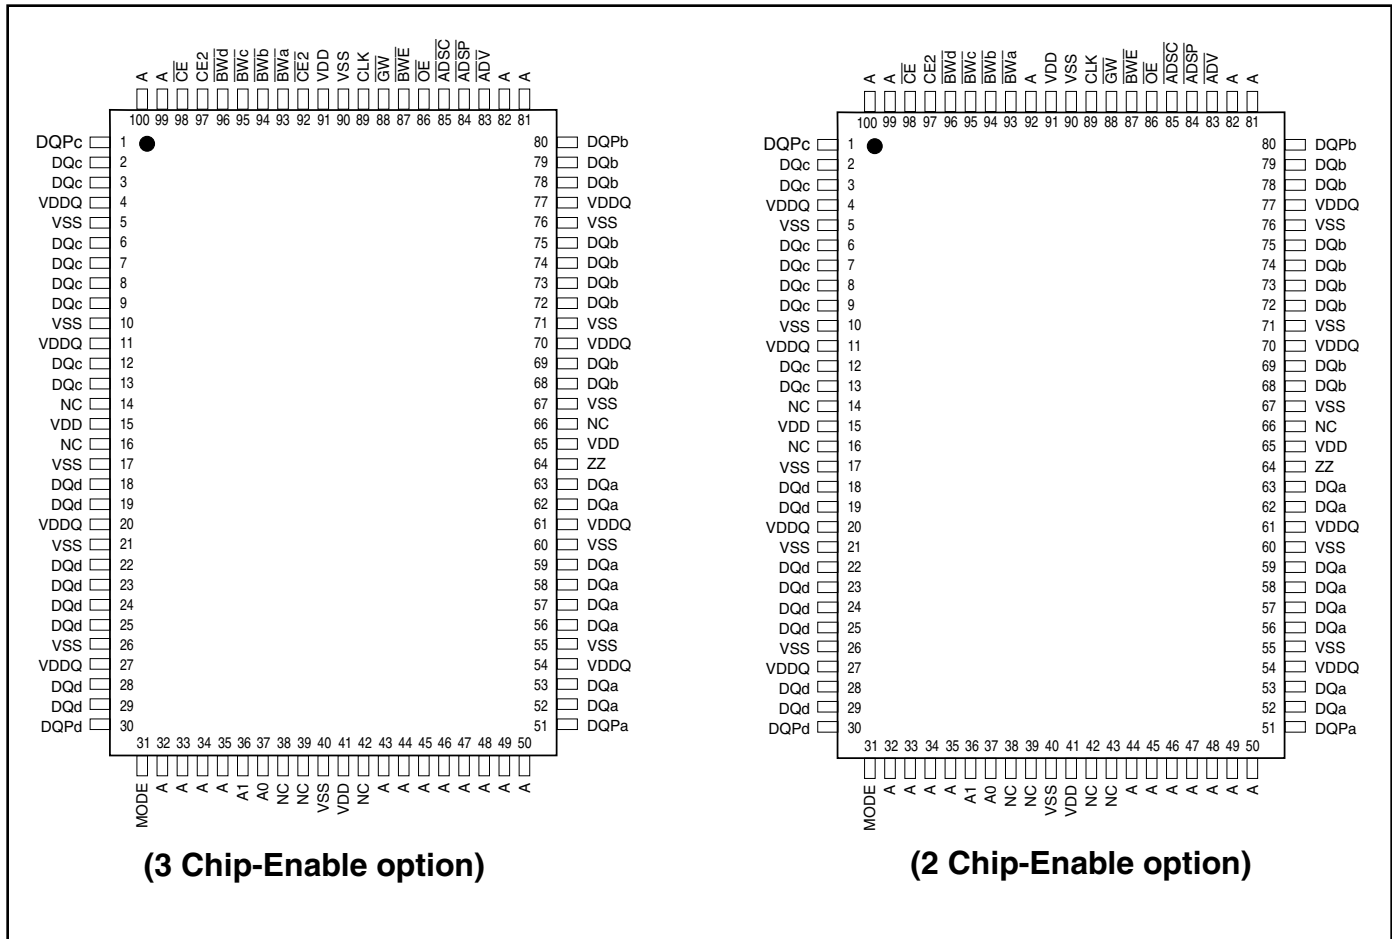 A A CE CE2 BWd BWc BWb BWa CE2 VDD VSS CLK GW BWE OE ADSC ADSP ADV A A
100 99 98 97 96 95 94 93 92 91 90 89 88 87 86 85 84 83 82 81
DQPc 1 80 DQPb
DQc 2 79 DQb
DQc 3 78 DQb
VDDQ 4 77 VDDQ
VSS 5 76 VSS
DQc 6 75 DQb
DQc 7 74 DQb
DQc 8 73 DQb
DQc 9 72 DQb
VSS 10 71 VSS
VDDQ 11 70 VDDQ
DQc 12 69 DQb
DQc 13 68 DQb
NC 14 67 VSS
VDD 15 66 NC
NC 16 65 VDD
VSS 17 64 ZZ
DQd 18 63 DQa
DQd 19 62 DQa
VDDQ 20 61 VDDQ
VSS 21 60 VSS
DQd 22 59 DQa
DQd 23 58 DQa
DQd 24 57 DQa
DQd 25 56 DQa
VSS 26 55 VSS
VDDQ 27 54 VDDQ
DQd 28 53 DQa
DQd 29 52 DQa
DQPd 30 51 DQPa
31 32 33 34 35 36 37 38 39 40 41 42 43 44 45 46 47 48 49 50
MODE A A A A A1 A0 NC NC VSS VDD NC A A A A A A A A
(3 Chip-Enable option)
A A CE CE2 BWd BWc BWb BWa A VDD VSS CLK GW BWE OE ADSC ADSP ADV A A
100 99 98 97 96 95 94 93 92 91 90 89 88 87 86 85 84 83 82 81
DQPc 1 80 DQPb
DQc 2 79 DQb
DQc 3 78 DQb
VDDQ 4 77 VDDQ
VSS 5 76 VSS
DQc 6 75 DQb
DQc 7 74 DQb
DQc 8 73 DQb
DQc 9 72 DQb
VSS 10 71 VSS
VDDQ 11 70 VDDQ
DQc 12 69 DQb
DQc 13 68 DQb
NC 14 67 VSS
VDD 15 66 NC
NC 16 65 VDD
VSS 17 64 ZZ
DQd 18 63 DQa
DQd 19 62 DQa
VDDQ 20 61 VDDQ
VSS 21 60 VSS
DQd 22 59 DQa
DQd 23 58 DQa
DQd 24 57 DQa
DQd 25 56 DQa
VSS 26 55 VSS
VDDQ 27 54 VDDQ
DQd 28 53 DQa
DQd 29 52 DQa
DQPd 30 51 DQPa
31 32 33 34 35 36 37 38 39 40 41 42 43 44 45 46 47 48 49 50
MODE A A A A A1 A0 NC NC VSS VDD NC NC A A A A A A A
(2 Chip-Enable option)